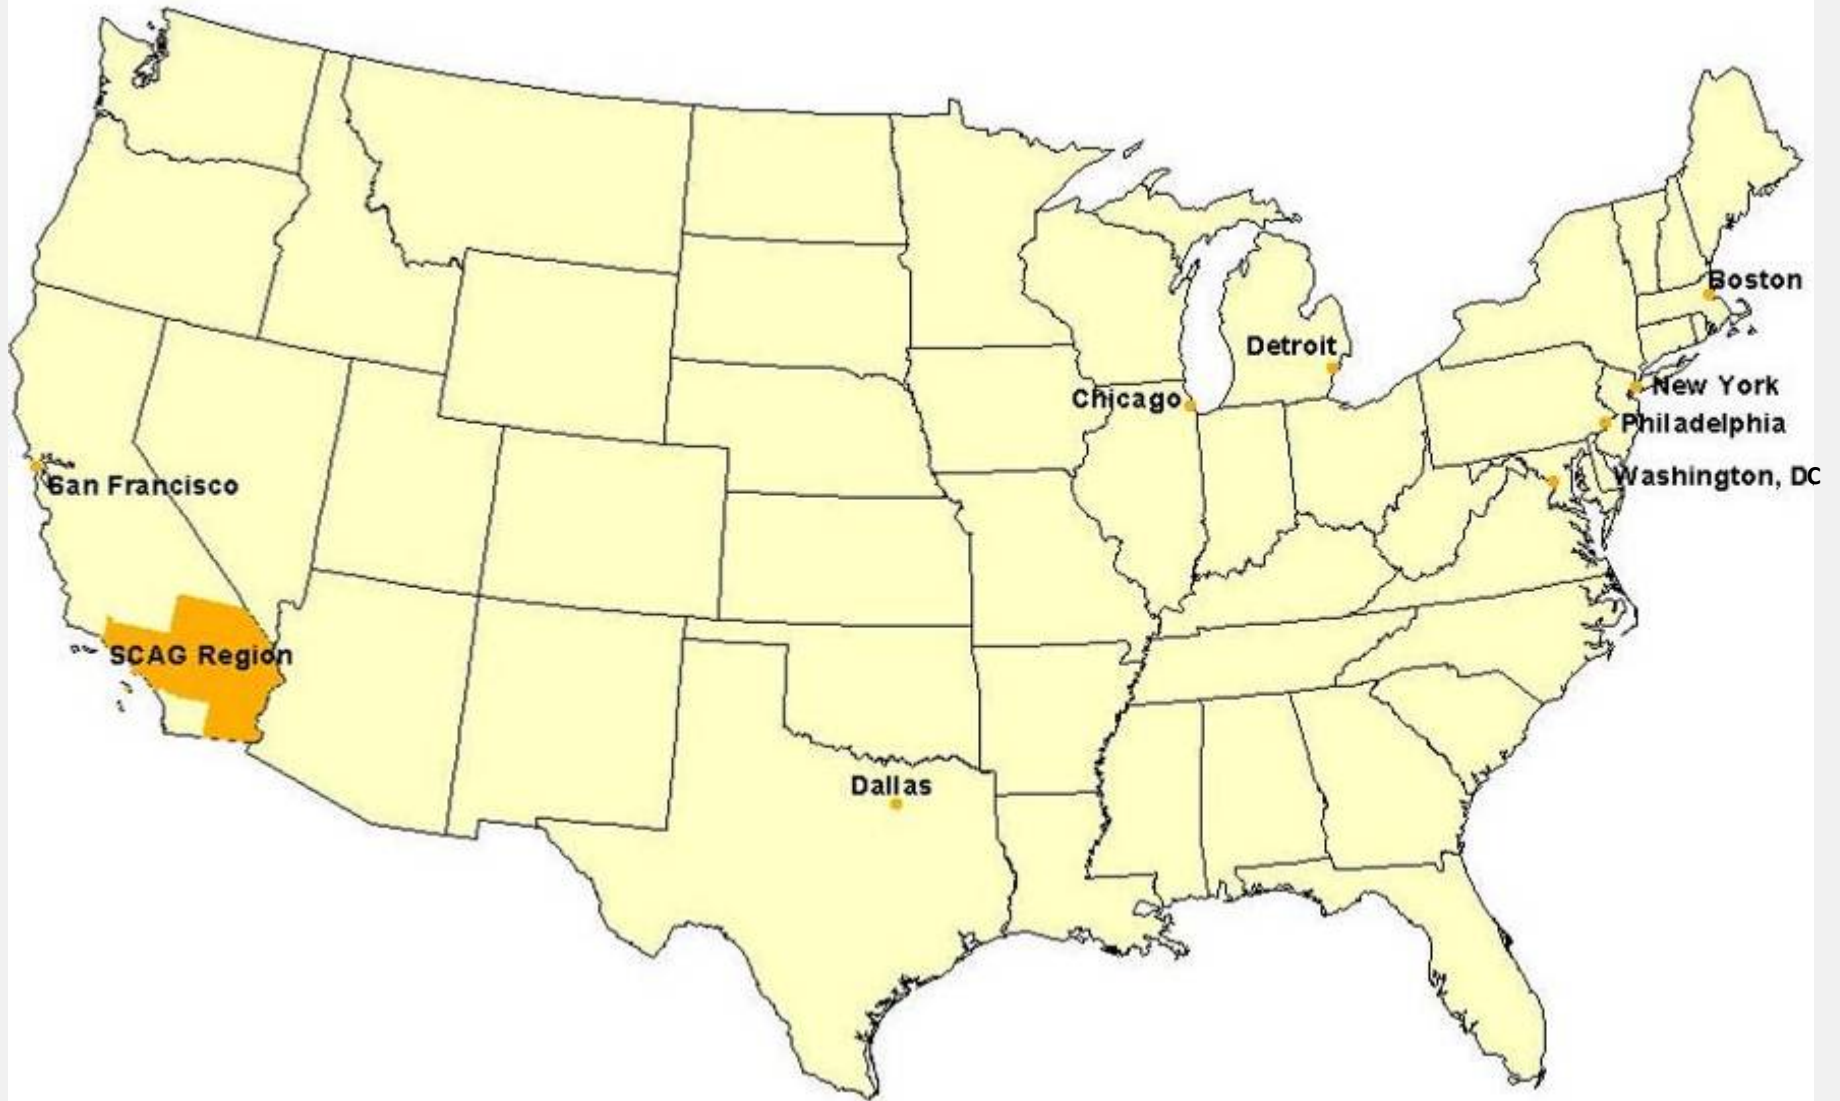 Boston
Detroit
New York
Chicago
Philadelphia
Washington, DC
San Francisco
SCAG Region
Dallas